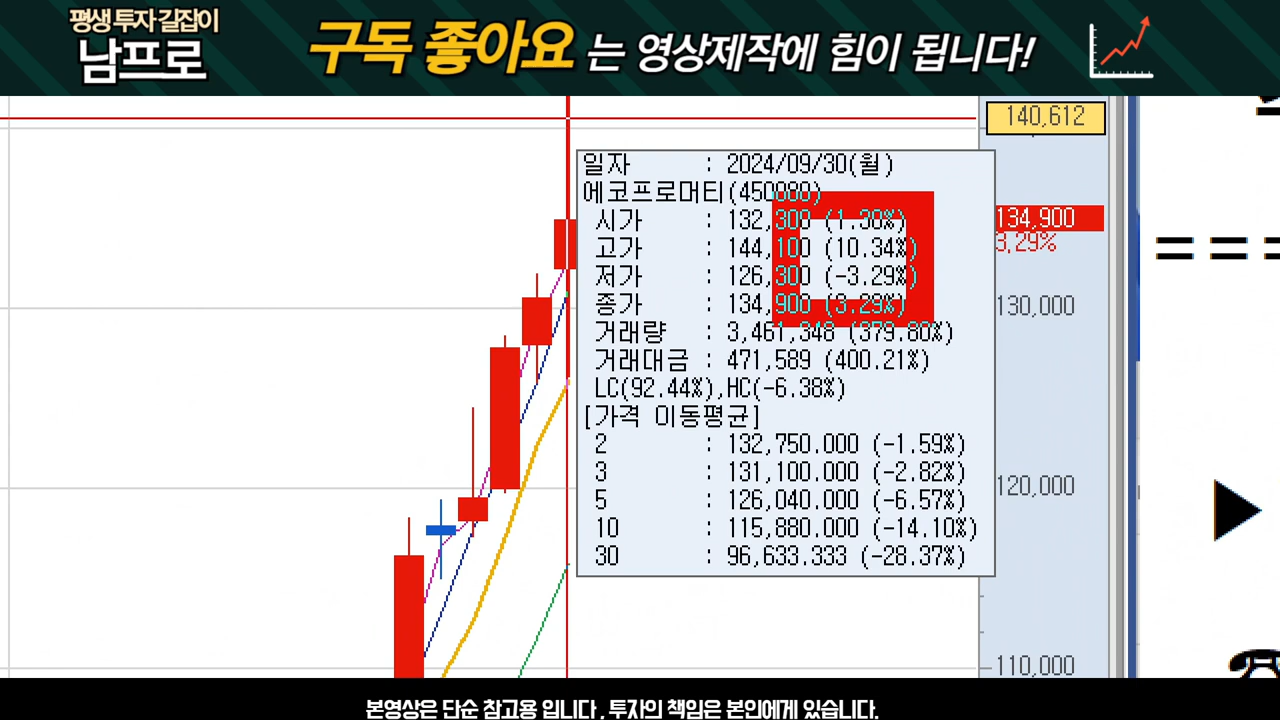 평생 투자 길잡이
남프로
구독 좋아요 는 영상제작에 힘이 됩니다!
140,612
일자 : 2024/09/30(월)
에코프로머티(450080)
시가 : 132,300 (1.30%)
고가 : 144,100 (10.34%)
저가 : 126,300 (-3.29%)
종가 : 134,900 (3.29%)
거래량 : 3,461,348 (379.80%)
거래대금 : 471,589 (400.21%)
LC(92.44%),HC(-6.38%)
[가격 이동평균]
2 : 132,750.000 (-1.59%)
3 : 131,100.000 (-2.82%)
5 : 126,040.000 (-6.57%)
10 : 115,880.000 (-14.10%)
30 : 96,633.333 (-28.37%)
134,900
3.29%
130,000
120,000
110,000
===
▶
☎
본영상은 단순 참고용 입니다 , 투자의 책임은 본인에게 있습니다.